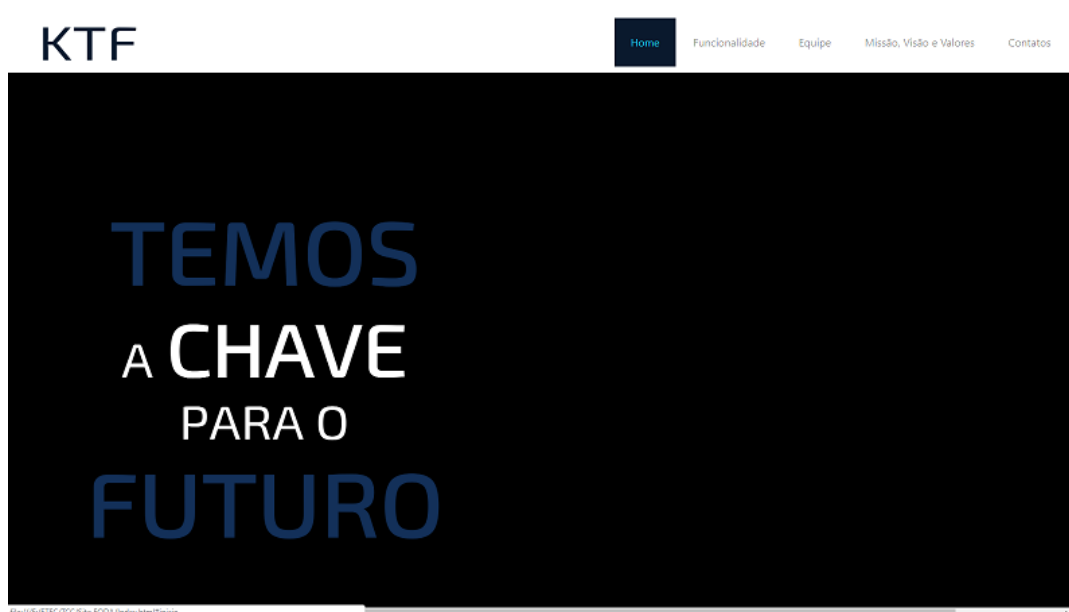 KTF
Home Funcionalidade Equipe Missão, Visão e Valores Contatos
TEMOS
A CHAVE
PARA O
FUTURO